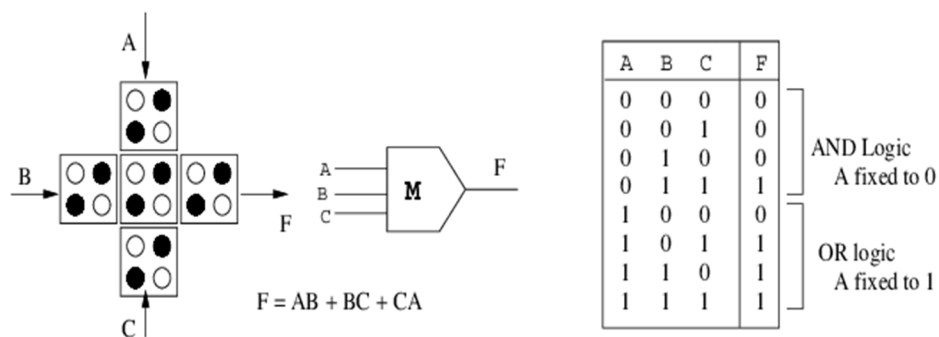 A
B
F
C
A
B
C
M
F
F = AB + BC + CA
A B C F
0 0 0 0
0 0 1 0
0 1 0 0
0 1 1 1
1 0 0 0
1 0 1 1
1 1 0 1
1 1 1 1
AND Logic
A fixed to 0
OR logic
A fixed to 1